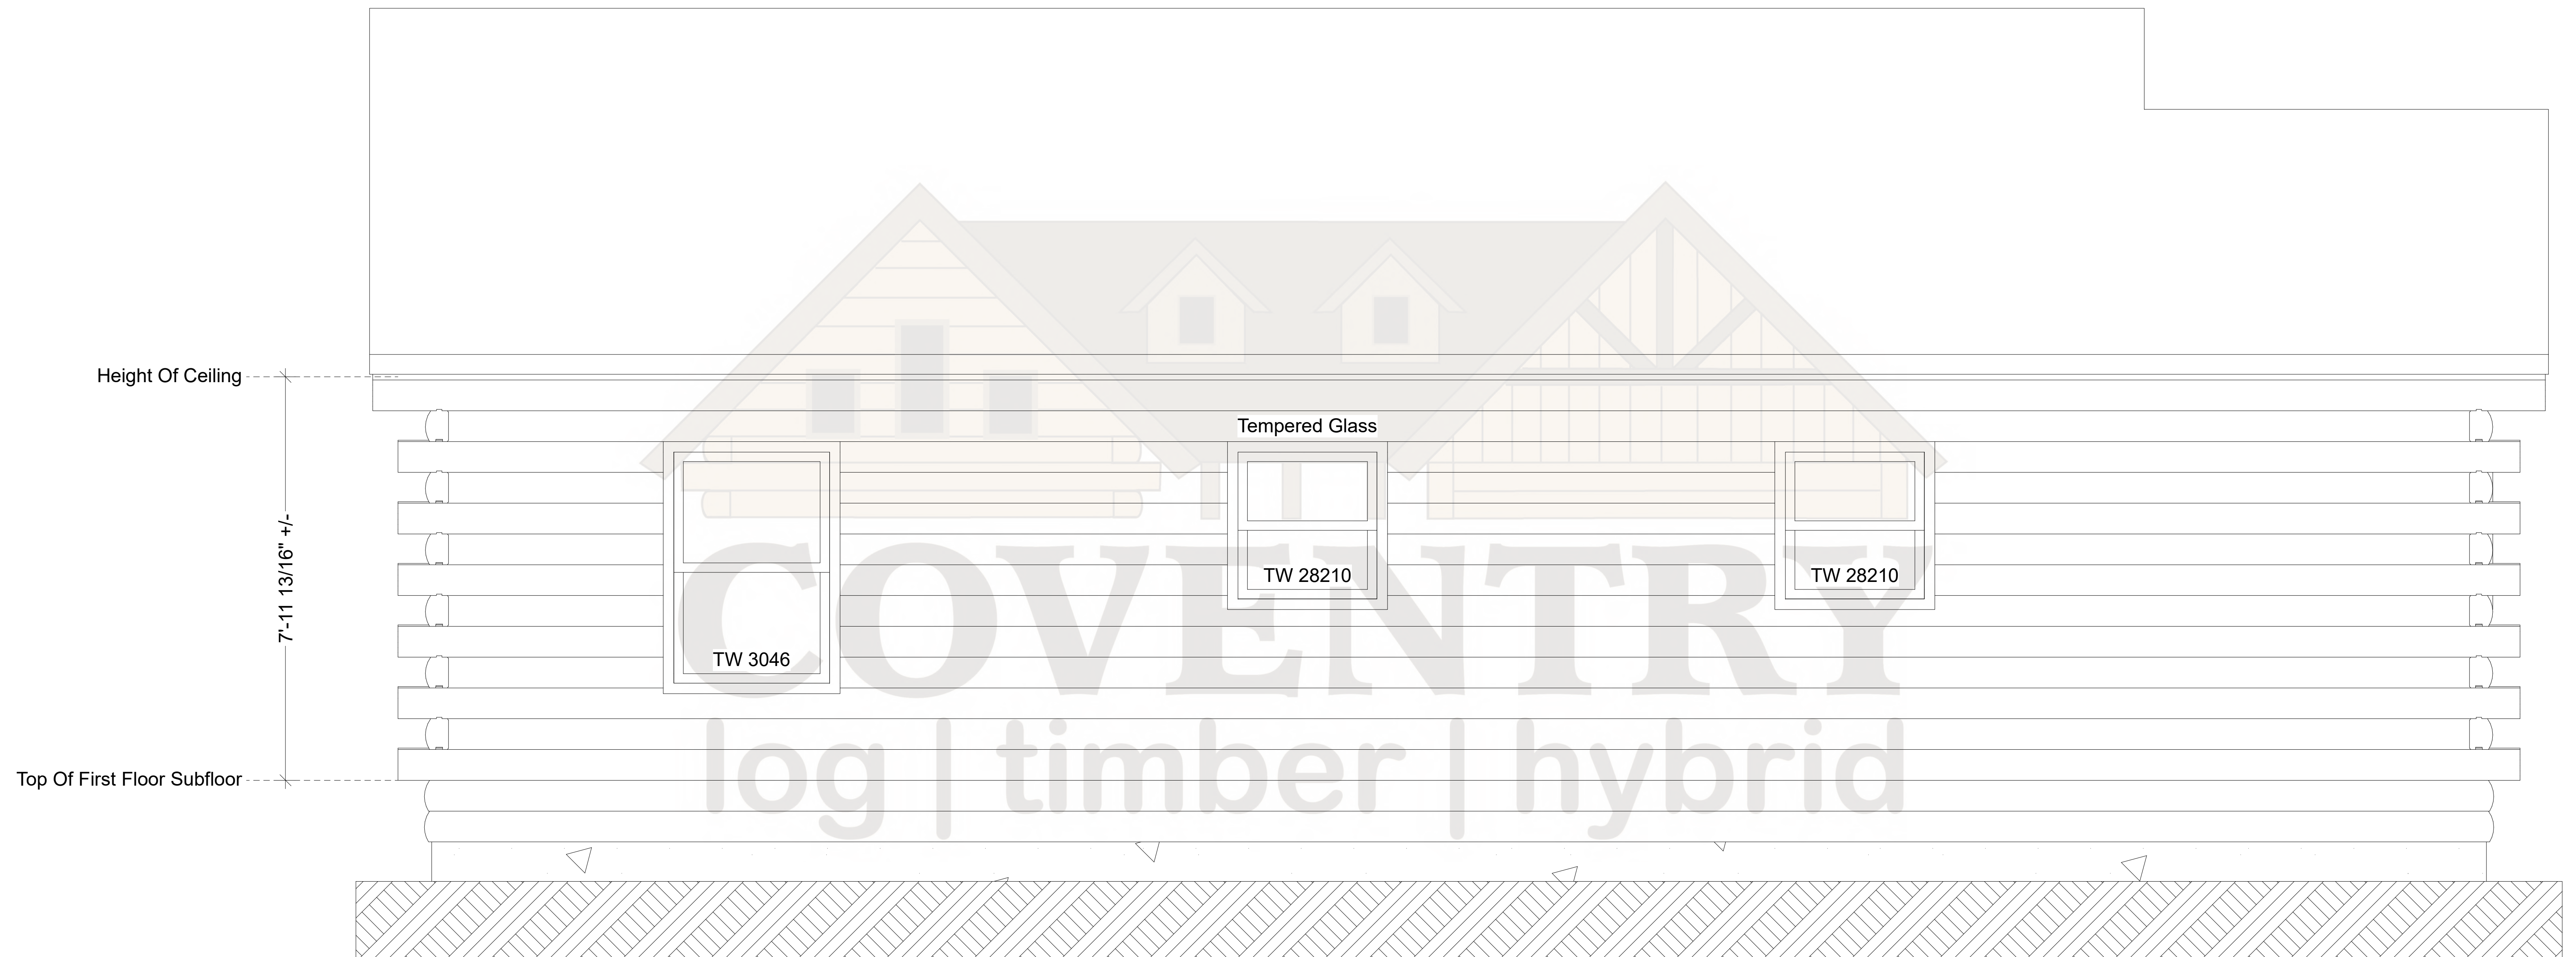 Height Of Ceiling
Tempered Glass
7'-11 13/16" +/-
TW 28210
TW 28210
COVENTRY
TW 3046
Top Of First Floor Subfloor
log | timber | hybrid